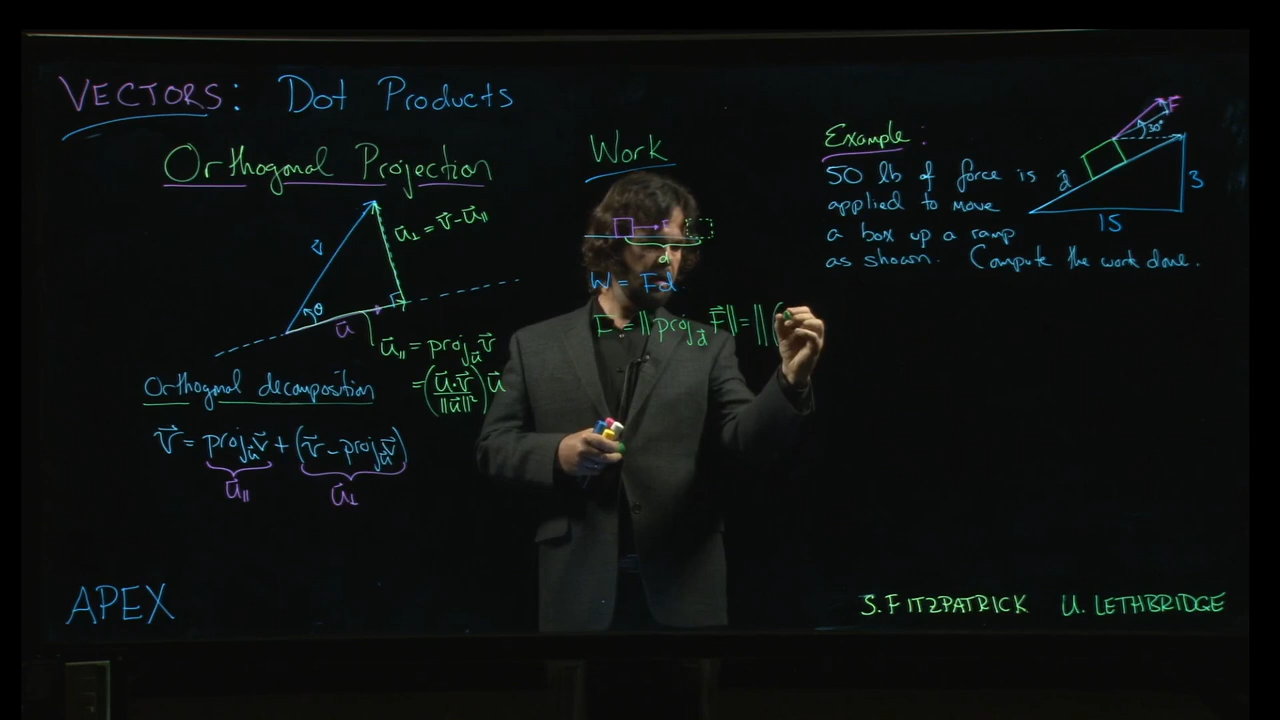 VECTORS: Dot Products
Orthogonal Projection
v⃗
u⃗⊥ = v⃗ - u⃗∥
θ
u⃗
u⃗∥ = proj_u⃗ v⃗
= (u⃗·v⃗ / ‖u⃗‖²) u⃗
Orthogonal decomposition
v⃗ = proj_u⃗ v⃗ + (v⃗ - proj_u⃗ v⃗)
u⃗∥ u⃗⊥
APEX
Work
F
d
W = Fd
F = ‖proj_d⃗ F⃗‖ = ‖(
Example:
50 lb of force is
applied to move
a box up a ramp
as shown. Compute the work done.
F⃗
30°
d⃗
3
15
S. FITZPATRICK U. LETHBRIDGE